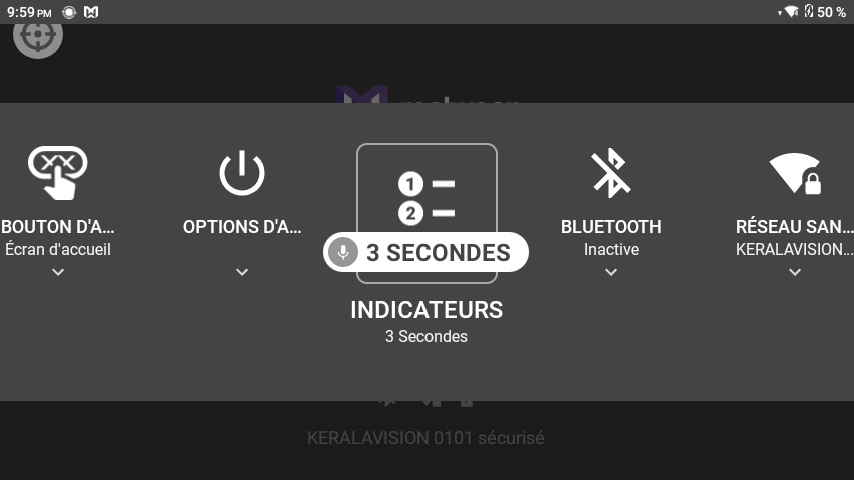 9:59 PM
50 %
BOUTON D'A...
Écran d'accueil
OPTIONS D'A...
1
2
3 SECONDES
INDICATEURS
3 Secondes
BLUETOOTH
Inactive
RÉSEAU SAN...
KERALAVISION...
KERALAVISION 0101 sécurisé